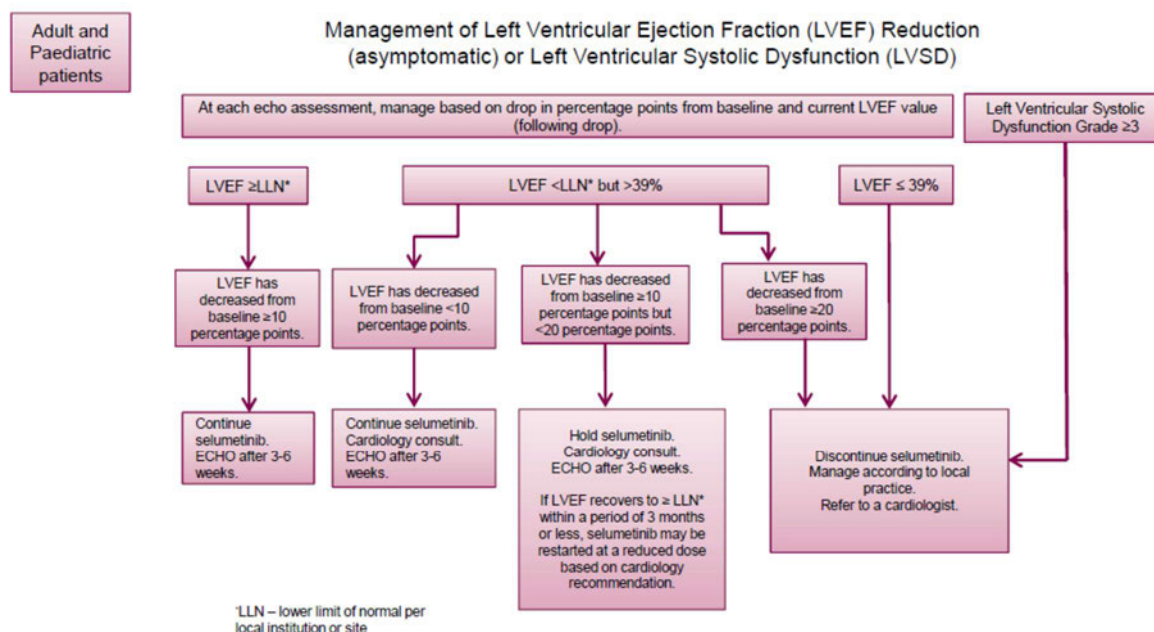 Adult and
Paediatric
patients
Management of Left Ventricular Ejection Fraction (LVEF) Reduction
(asymptomatic) or Left Ventricular Systolic Dysfunction (LVSD)
At each echo assessment, manage based on drop in percentage points from baseline and current LVEF value
(following drop).
Left Ventricular Systolic
Dysfunction Grade ≥3
LVEF ≥LLN*
LVEF <LLN* but >39%
LVEF ≤ 39%
LVEF has
decreased from
baseline ≥10
percentage points.
LVEF has decreased
from baseline <10
percentage points.
LVEF has decreased
from baseline ≥10
percentage points but
<20 percentage points.
LVEF has
decreased from
baseline ≥20
percentage points.
Continue
selumetinib.
ECHO after 3-6
weeks.
Continue selumetinib.
Cardiology consult.
ECHO after 3-6
weeks.
Hold selumetinib.
Cardiology consult.
ECHO after 3-6 weeks.
If LVEF recovers to ≥ LLN*
within a period of 3 months
or less, selumetinib may be
restarted at a reduced dose
based on cardiology
recommendation.
Discontinue selumetinib.
Manage according to local
practice.
Refer to a cardiologist.
*LLN – lower limit of normal per
local institution or site